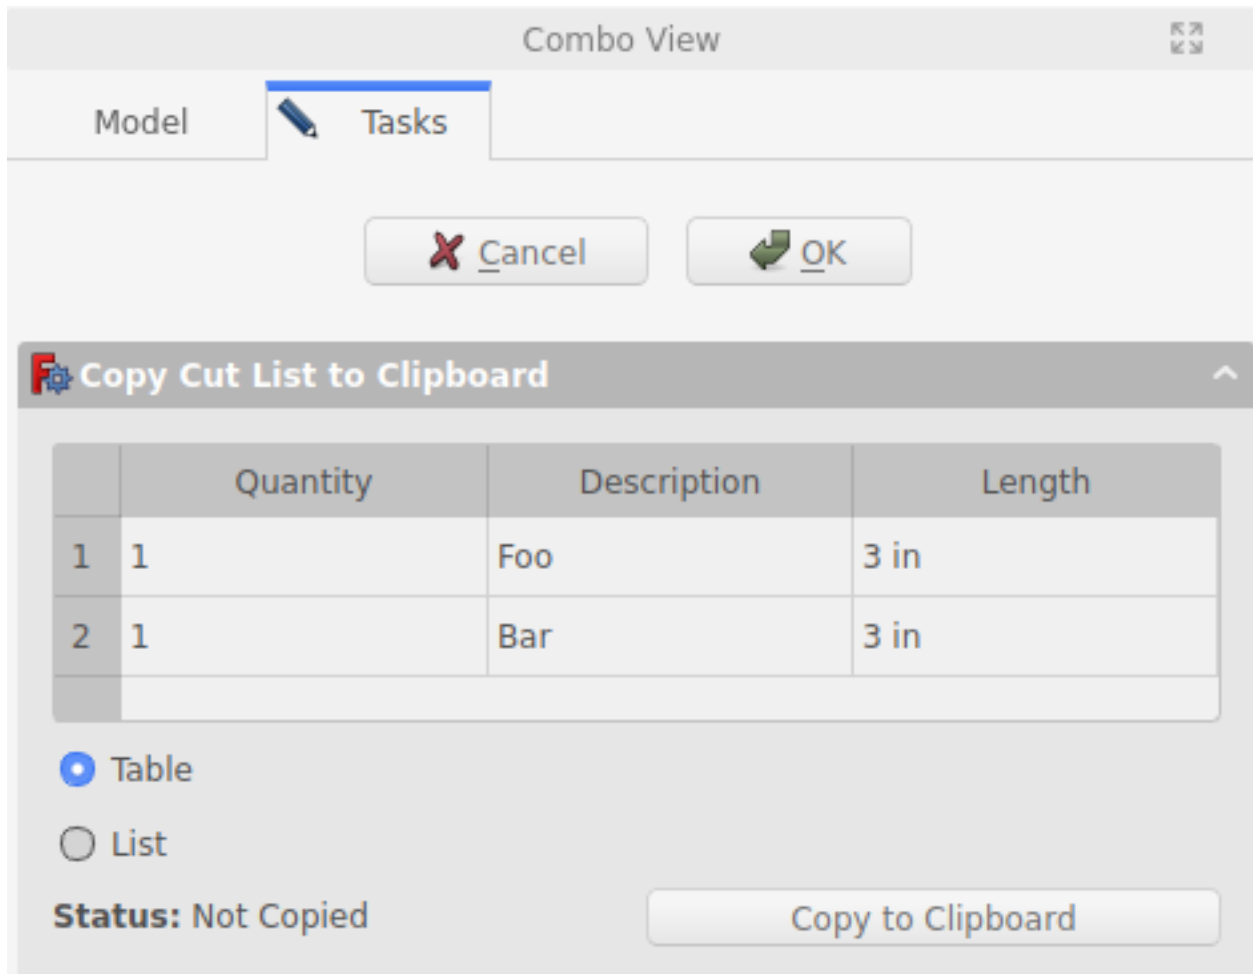 Combo View
Model Tasks
Cancel OK
Copy Cut List to Clipboard
Quantity Description Length
1 1 Foo 3 in
2 1 Bar 3 in
Table
List
Status: Not Copied Copy to Clipboard